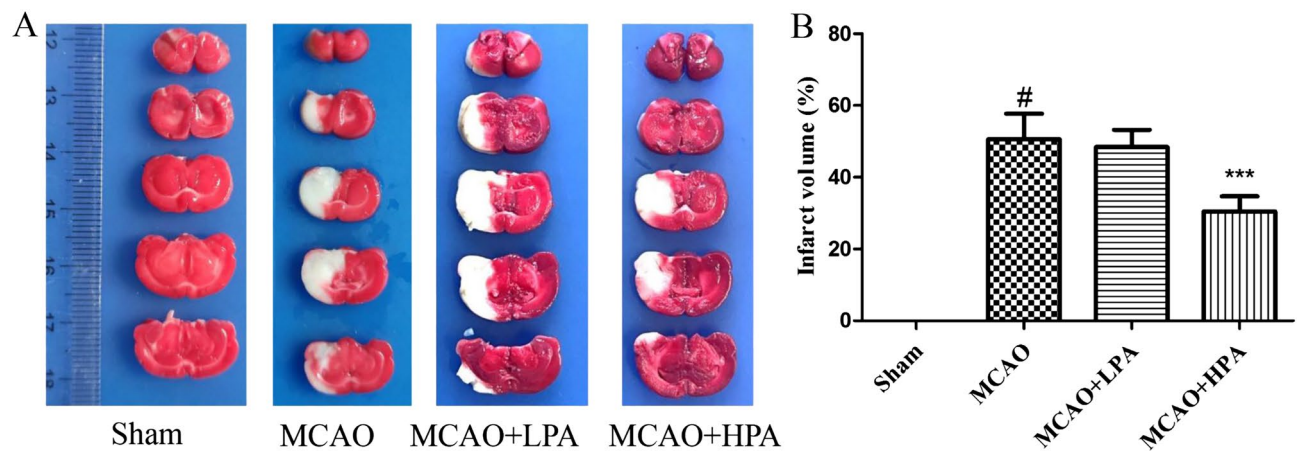 A
12
13
14
15
16
17
18
Sham
MCAO
MCAO+LPA
MCAO+HPA
B
Infarct volume (%)
80
60
40
20
0
#
***
Sham
MCAO
MCAO+LPA
MCAO+HPA